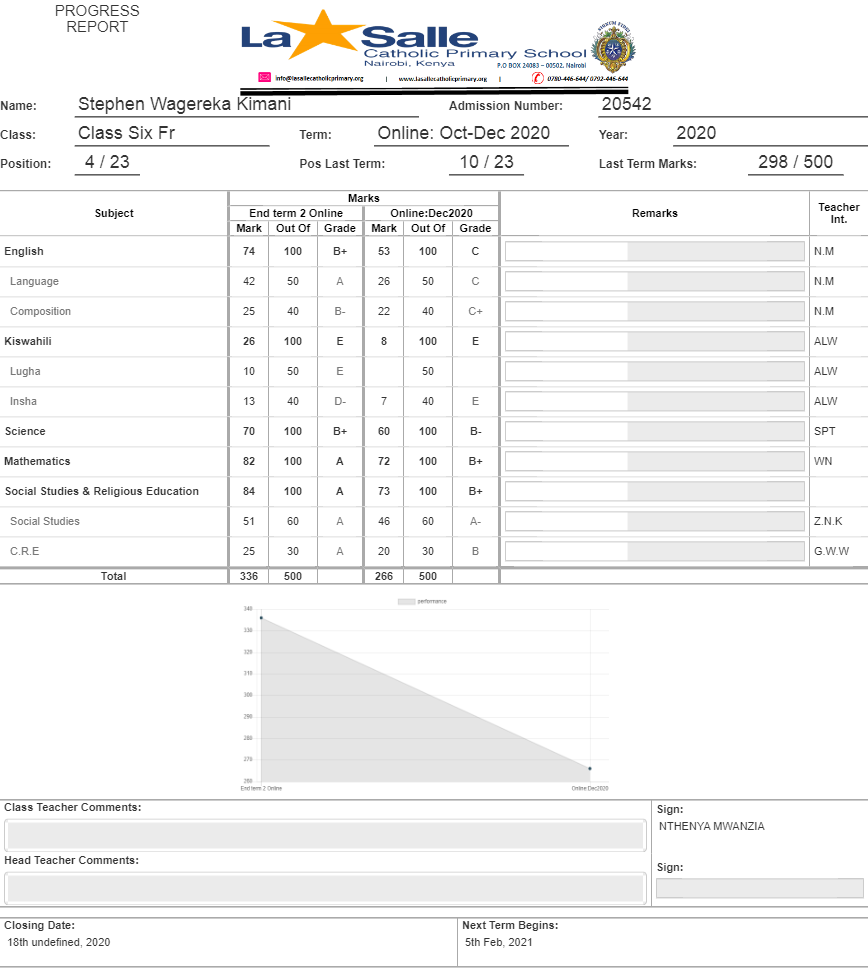 PROGRESS
REPORT
La Salle
Catholic Primary School
Nairobi, Kenya
P.O BOX 24083 – 00502, Nairobi
info@lasallecatholicprimary.org | www.lasallecatholicprimary.org | 0780-446-644/ 0792-446-644
Name: Stephen Wagereka Kimani Admission Number: 20542
Class: Class Six Fr Term: Online: Oct-Dec 2020 Year: 2020
Position: 4 / 23 Pos Last Term: 10 / 23 Last Term Marks: 298 / 500
Subject Marks Remarks Teacher Int.
End term 2 Online Online:Dec2020
Mark Out Of Grade Mark Out Of Grade
English 74 100 B+ 53 100 C N.M
Language 42 50 A 26 50 C N.M
Composition 25 40 B- 22 40 C+ N.M
Kiswahili 26 100 E 8 100 E ALW
Lugha 10 50 E 50 ALW
Insha 13 40 D- 7 40 E ALW
Science 70 100 B+ 60 100 B- SPT
Mathematics 82 100 A 72 100 B+ WN
Social Studies & Religious Education 84 100 A 73 100 B+
Social Studies 51 60 A 46 60 A- Z.N.K
C.R.E 25 30 A 20 30 B G.W.W
Total 336 500 266 500
performance
340
330
320
310
300
290
280
270
260
End term 2 Online Online:Dec2020
Class Teacher Comments: Sign:
NTHENYA MWANZIA
Head Teacher Comments: Sign:
Closing Date: Next Term Begins:
18th undefined, 2020 5th Feb, 2021